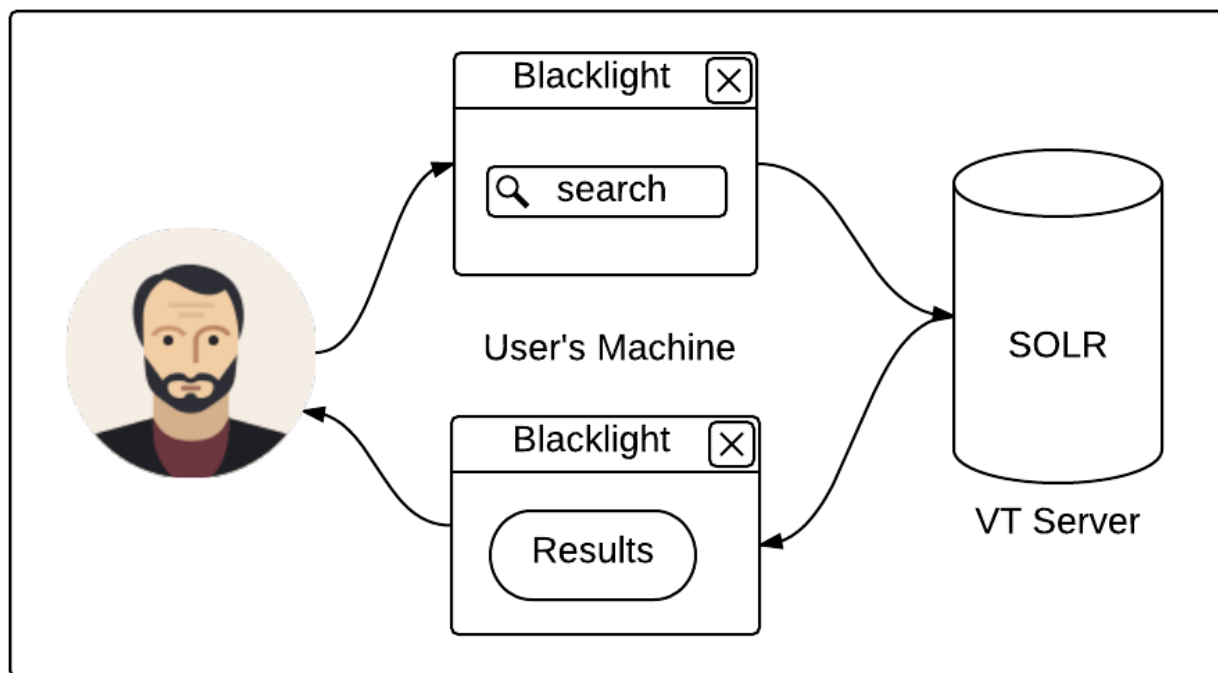 Blacklight
search
User's Machine
Blacklight
Results
SOLR
VT Server